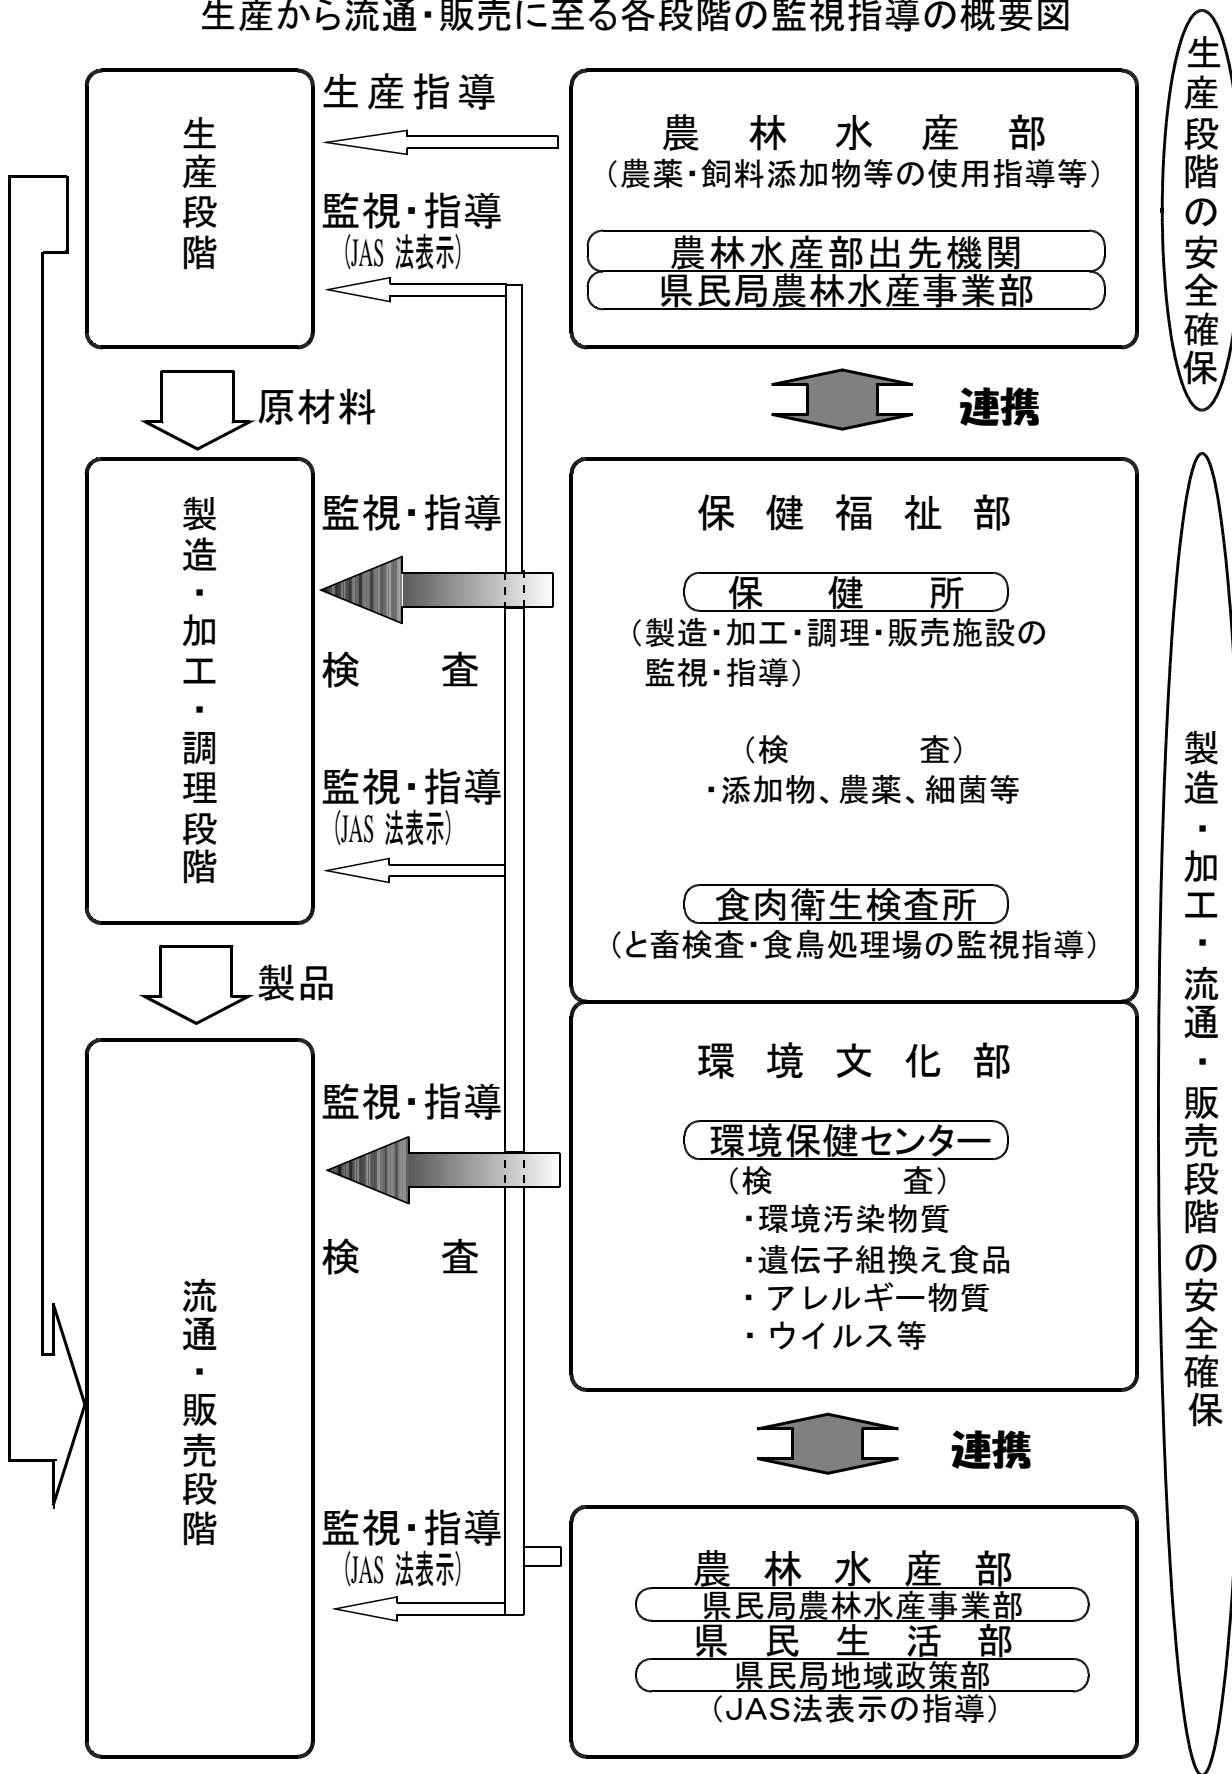 生産から流通・販売に至る各段階の監視指導の概要図
生産段階
生産指導
監視・指導
(JAS 法表示)
農林水産部
(農薬・飼料添加物等の使用指導等)
農林水産部出先機関
県民局農林水産事業部
生産段階の安全確保
原材料
連携
製造・加工・調理段階
監視・指導
検査
監視・指導
(JAS 法表示)
保健福祉部
保健所
(製造・加工・調理・販売施設の
監視・指導)
(検査)
・添加物、農薬、細菌等
食肉衛生検査所
(と畜検査・食鳥処理場の監視指導)
製造・加工・流通・販売段階の安全確保
製品
流通・販売段階
監視・指導
検査
監視・指導
(JAS 法表示)
環境文化部
環境保健センター
(検査)
・環境汚染物質
・遺伝子組換え食品
・アレルギー物質
・ウイルス等
連携
農林水産部
県民局農林水産事業部
県民生活部
県民局地域政策部
(JAS法表示の指導)